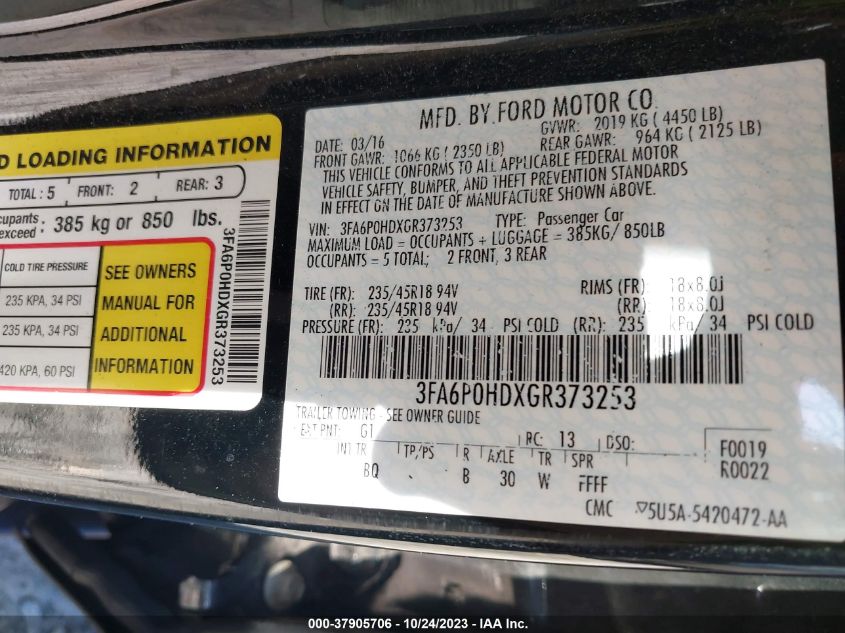 D LOADING INFORMATION
TOTAL : 5 FRONT: 2 REAR: 3
cupants
exceed : 385 kg or 850 lbs.
COLD TIRE PRESSURE
235 KPA, 34 PSI
235 KPA, 34 PSI
420 KPA, 60 PSI
SEE OWNERS
MANUAL FOR
ADDITIONAL
INFORMATION
3FA6P0HDXGR373253
MFD. BY FORD MOTOR CO.
DATE: 03/16 GVWR: 2019 KG ( 4450 LB)
FRONT GAWR: 1066 KG ( 2350 LB) REAR GAWR: 964 KG ( 2125 LB)
THIS VEHICLE CONFORMS TO ALL APPLICABLE FEDERAL MOTOR
VEHICLE SAFETY, BUMPER, AND THEFT PREVENTION STANDARDS
IN EFFECT ON THE DATE OF MANUFACTURE SHOWN ABOVE.
VIN: 3FA6P0HDXGR373253 TYPE: Passenger Car
MAXIMUM LOAD = OCCUPANTS + LUGGAGE = 385KG/ 850LB
OCCUPANTS = 5 TOTAL; 2 FRONT, 3 REAR
TIRE (FR): 235/45R18 94V RIMS (FR): 18x8.0J
(RR): 235/45R18 94V (RR): 18x8.0J
PRESSURE (FR): 235 kPa/ 34 PSI COLD (RR): 235 kPa/ 34 PSI COLD
3FA6P0HDXGR373253
TRAILER TOWING - SEE OWNER GUIDE
EXT PNT: G1 RC: 13 DSO: F0019
INT TR TP/PS R AXLE TR SPR R0022
BQ B 30 W FFFF
CMC 5U5A-5420472-AA
000-37905706 - 10/24/2023 - IAA Inc.